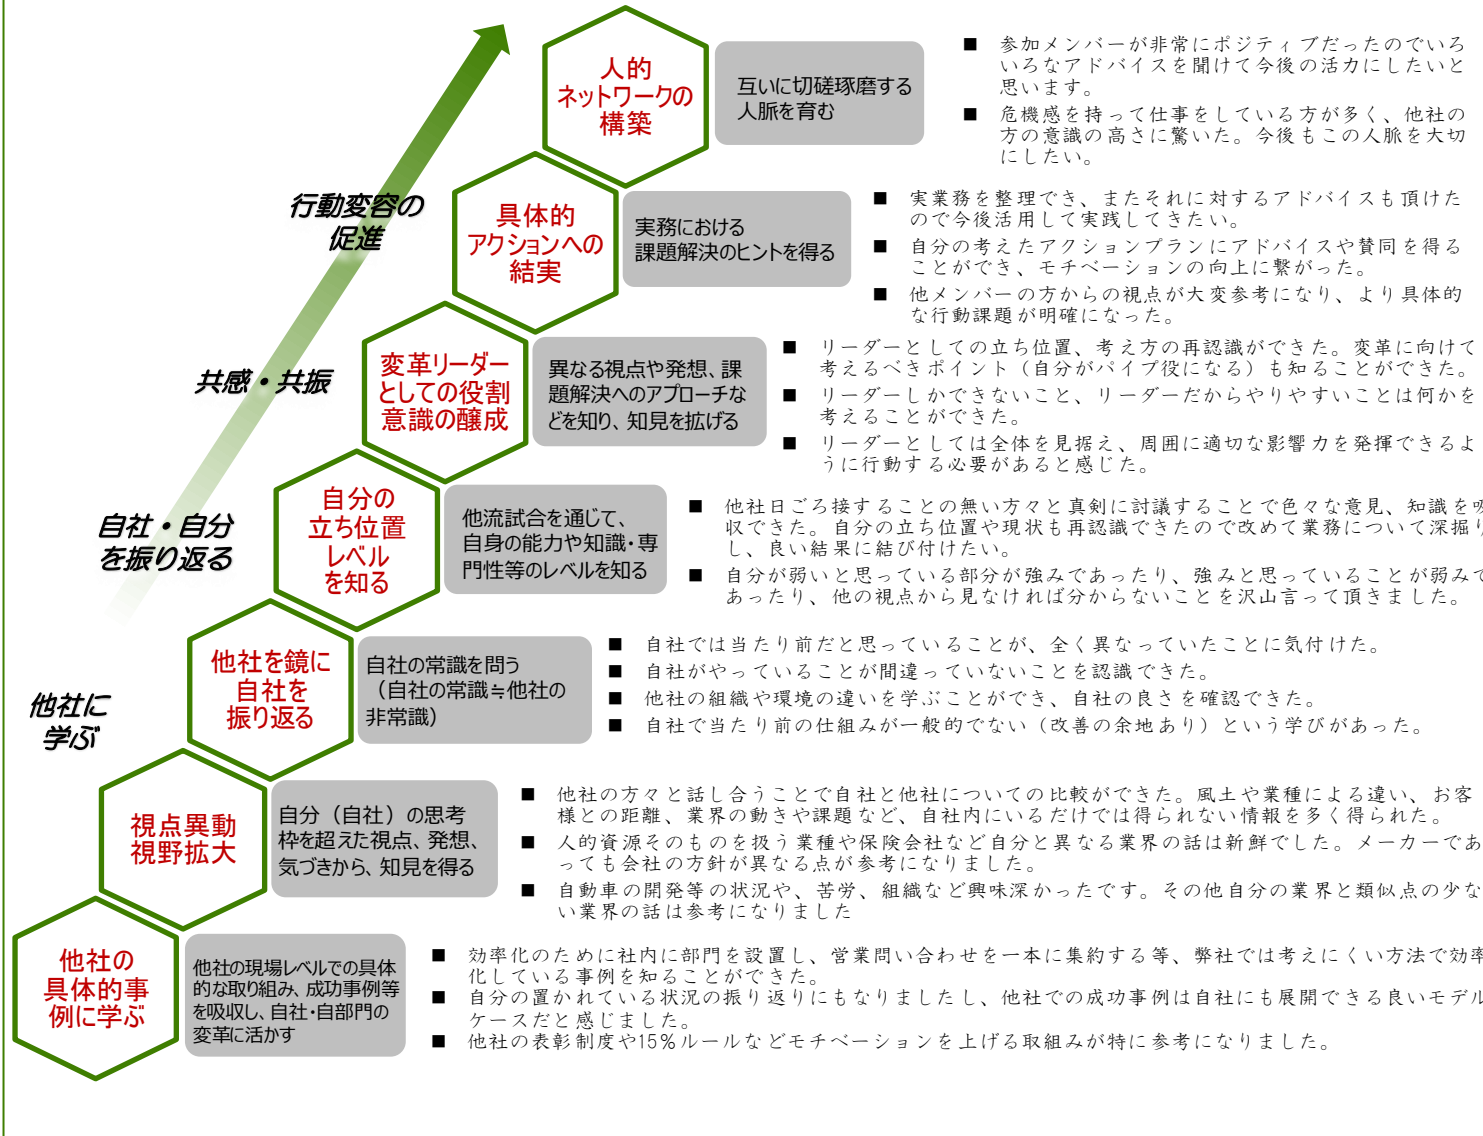 人的
ネットワークの
構築
互いに切磋琢磨する
人脈を育む
■ 参加メンバーが非常にポジティブだったのでいろ
いろなアドバイスを聞けて今後の活力にしたいと
思います。
■ 危機感を持って仕事をしている方が多く、他社の
方の意識の高さに驚いた。今後もこの人脈を大切
にしたい。
行動変容の
促進
具体的
アクションへの
結実
実務における
課題解決のヒントを得る
■ 実業務を整理でき、またそれに対するアドバイスも頂けた
ので今後活用して実践してきたい。
■ 自分の考えたアクションプランにアドバイスや賛同を得る
ことができ、モチベーションの向上に繋がった。
■ 他メンバーの方からの視点が大変参考になり、より具体的
な行動課題が明確になった。
共感・共振
変革リーダー
としての役割
意識の醸成
異なる視点や発想、課
題解決へのアプローチな
どを知り、知見を拡げる
■ リーダーとしての立ち位置、考え方の再認識ができた。変革に向けて
考えるべきポイント（自分がパイプ役になる）も知ることができた。
■ リーダーしかできないこと、リーダーだからやりやすいことは何かを
考えることができた。
■ リーダーとしては全体を見据え、周囲に適切な影響力を発揮できるよ
うに行動する必要があると感じた。
自社・自分
を振り返る
自分の
立ち位置
レベル
を知る
他流試合を通じて、
自身の能力や知識・専
門性等のレベルを知る
■ 他社日ごろ接することの無い方々と真剣に討議することで色々な意見、知識を吸
収できた。自分の立ち位置や現状も再認識できたので改めて業務について深掘り
し、良い結果に結び付けたい。
■ 自分が弱いと思っている部分が強みであったり、強みと思っていることが弱みで
あったり、他の視点から見なければ分からないことを沢山言って頂きました。
他社に
学ぶ
他社を鏡に
自社を
振り返る
自社の常識を問う
（自社の常識≒他社の
非常識）
■ 自社では当たり前だと思っていることが、全く異なっていたことに気付けた。
■ 自社がやっていることが間違っていないことを認識できた。
■ 他社の組織や環境の違いを学ぶことができ、自社の良さを確認できた。
■ 自社で当たり前の仕組みが一般的でない（改善の余地あり）という学びがあった。
視点異動
視野拡大
自分（自社）の思考
枠を超えた視点、発想、
気づきから、知見を得る
■ 他社の方々と話し合うことで自社と他社についての比較ができた。風土や業種による違い、お客
様との距離、業界の動きや課題など、自社内にいるだけでは得られない情報を多く得られた。
■ 人的資源そのものを扱う業種や保険会社など自分と異なる業界の話は新鮮でした。メーカーであ
っても会社の方針が異なる点が参考になりました。
■ 自動車の開発等の状況や、苦労、組織など興味深かったです。その他自分の業界と類似点の少な
い業界の話は参考になりました
他社の
具体的事
例に学ぶ
他社の現場レベルでの具体
的な取り組み、成功事例等
を吸収し、自社・自部門の
変革に活かす
■ 効率化のために社内に部門を設置し、営業問い合わせを一本に集約する等、弊社では考えにくい方法で効率
化している事例を知ることができた。
■ 自分の置かれている状況の振り返りにもなりましたし、他社での成功事例は自社にも展開できる良いモデル
ケースだと感じました。
■ 他社の表彰制度や15％ルールなどモチベーションを上げる取組みが特に参考になりました。